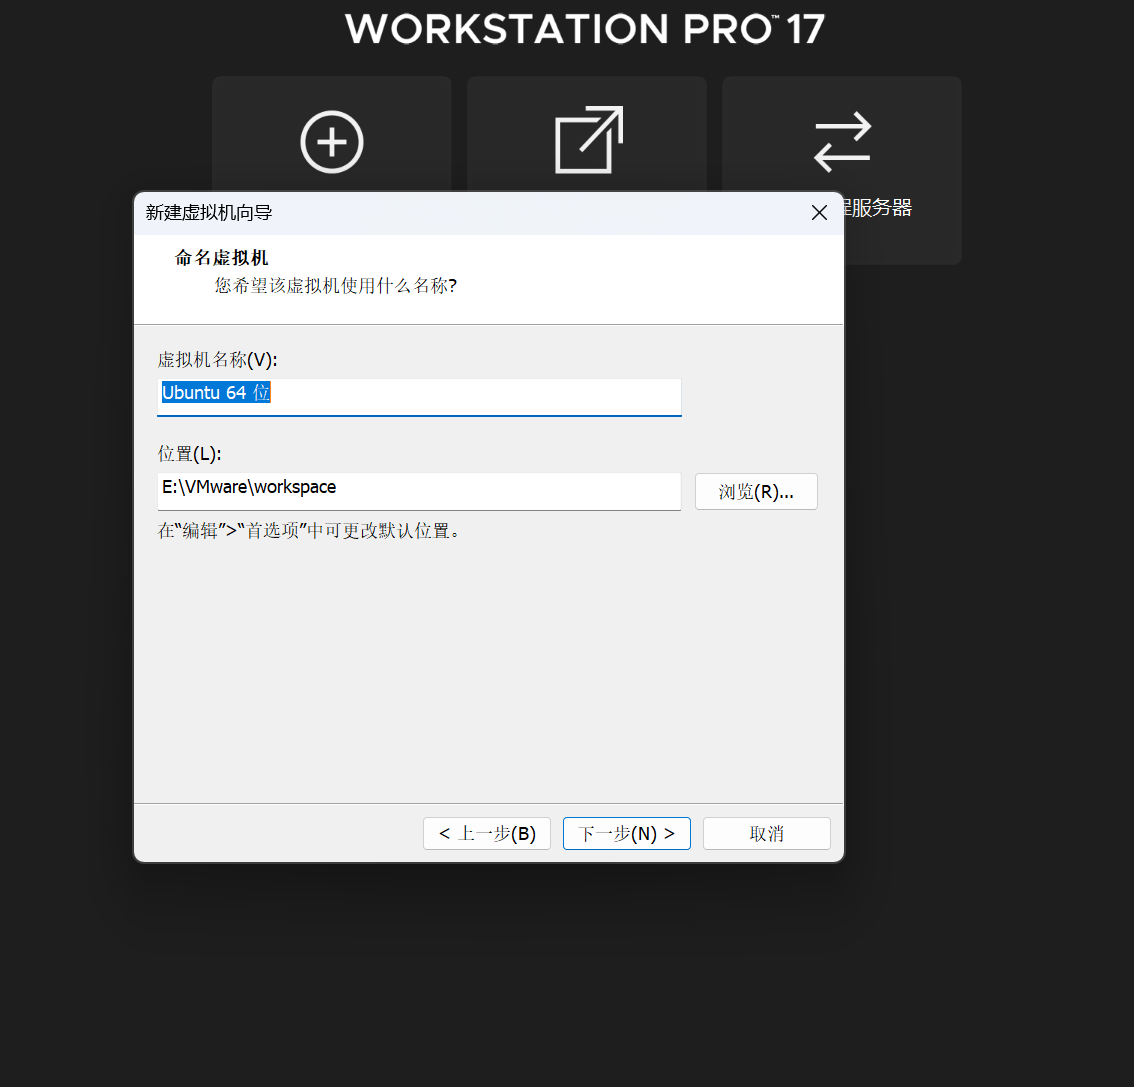 WORKSTATION PRO™ 17
程服务器
新建虚拟机向导
命名虚拟机
您希望该虚拟机使用什么名称?
虚拟机名称(V):
Ubuntu 64 位
位置(L):
E:\VMware\workspace
浏览(R)...
在“编辑”>“首选项”中可更改默认位置。
< 上一步(B)
下一步(N) >
取消